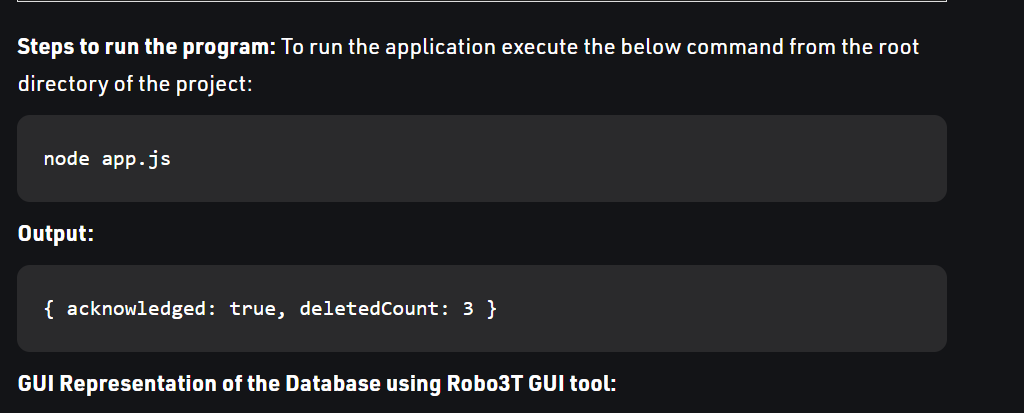 Steps to run the program: To run the application execute the below command from the root
directory of the project:
node app.js
Output:
{ acknowledged: true, deletedCount: 3 }
GUI Representation of the Database using Robo3T GUI tool: